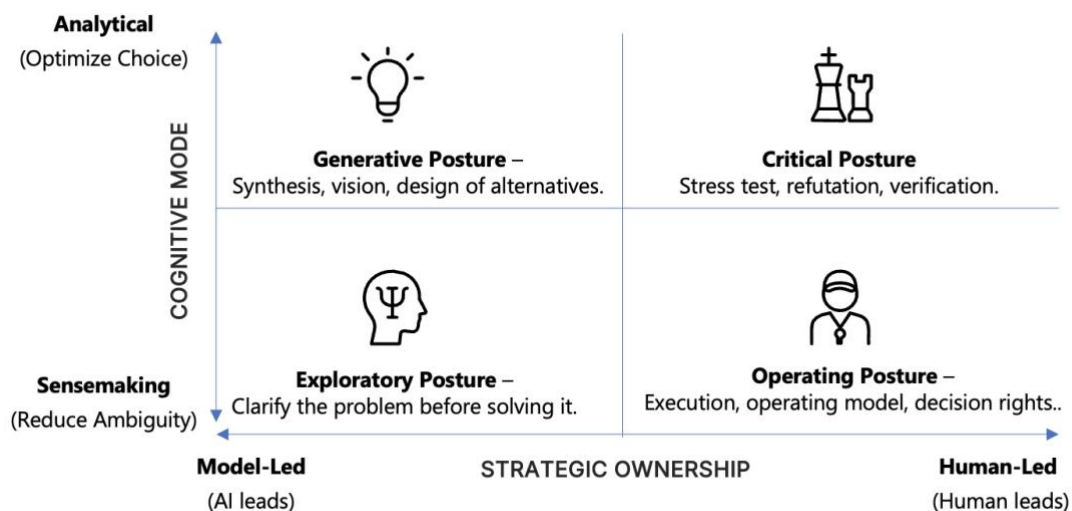 Analytical
(Optimize Choice)
COGNITIVE MODE
Generative Posture –
Synthesis, vision, design of alternatives.
Critical Posture
Stress test, refutation, verification.
Ψ
Exploratory Posture –
Clarify the problem before solving it.
Operating Posture –
Execution, operating model, decision rights..
Sensemaking
(Reduce Ambiguity)
Model-Led
(AI leads)
STRATEGIC OWNERSHIP
Human-Led
(Human leads)